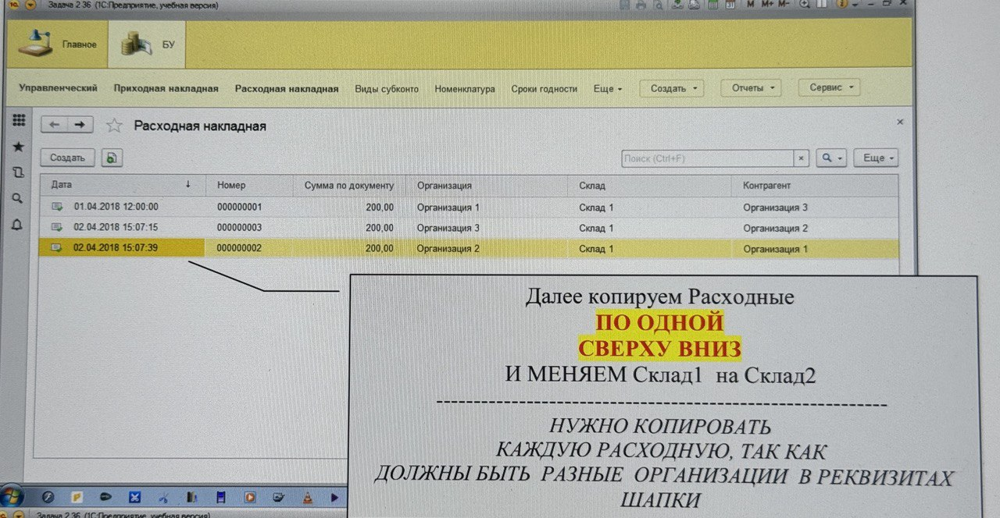 Задача 2 36 (1С:Предприятие, учебная версия)
M M+ M-
Главное
БУ
Управленческий Приходная накладная Расходная накладная Виды субконто Номенклатура Сроки годности Еще Создать Отчеты Сервис
Расходная накладная
Создать Поиск (Ctrl+F) × Еще
Дата ↓ Номер Сумма по документу Организация Склад Контрагент
01.04.2018 12:00:00 000000001 200,00 Организация 1 Склад 1 Организация 3
02.04.2018 15:07:15 000000003 200,00 Организация 3 Склад 1 Организация 2
02.04.2018 15:07:39 000000002 200,00 Организация 2 Склад 1 Организация 1
Далее копируем Расходные
ПО ОДНОЙ
СВЕРХУ ВНИЗ
И МЕНЯЕМ Склад1 на Склад2
------------------------------------------------------------
НУЖНО КОПИРОВАТЬ
КАЖДУЮ РАСХОДНУЮ, ТАК КАК
ДОЛЖНЫ БЫТЬ РАЗНЫЕ ОРГАНИЗАЦИИ В РЕКВИЗИТАХ
ШАПКИ
Задача 2 36 (1С:Предприятие, учебная версия)